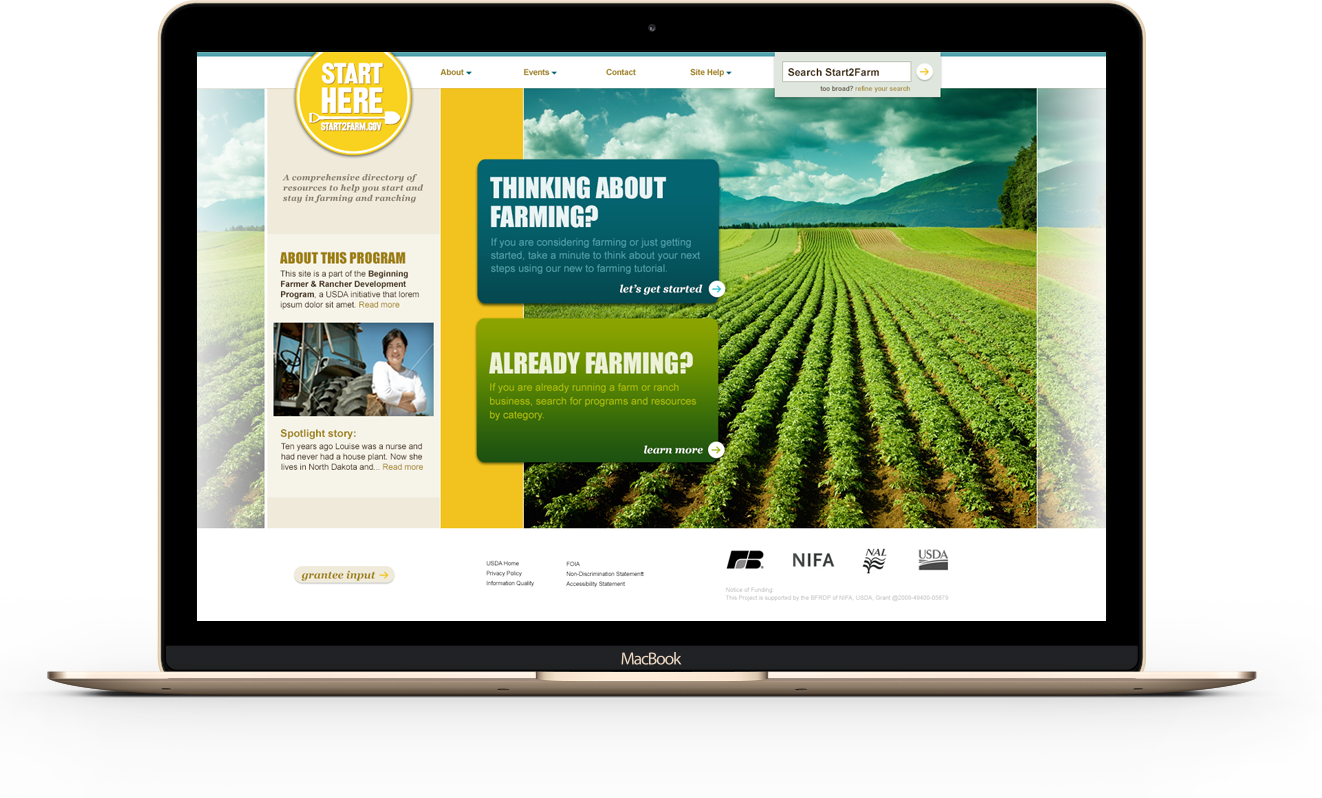 START
HERE
START2FARM.GOV
About
Events
Contact
Site Help
Search Start2Farm
too broad? refine your search
A comprehensive directory of
resources to help you start and
stay in farming and ranching
ABOUT THIS PROGRAM
This site is a part of the Beginning
Farmer & Rancher Development
Program, a USDA initiative that lorem
ipsum dolor sit amet. Read more
Spotlight story:
Ten years ago Louise was a nurse and
had never had a house plant. Now she
lives in North Dakota and... Read more
THINKING ABOUT
FARMING?
If you are considering farming or just getting
started, take a minute to think about your next
steps using our new to farming tutorial.
let's get started
ALREADY FARMING?
If you are already running a farm or ranch
business, search for programs and resources
by category.
learn more
grantee input
USDA Home
Privacy Policy
Information Quality
FOIA
Non-Discrimination Statement
Accessibility Statement
FB
NIFA
NAL
USDA
Notice of Funding:
This Project is supported by the BFRDP of NIFA, USDA, Grant @2009-49400-05879
MacBook